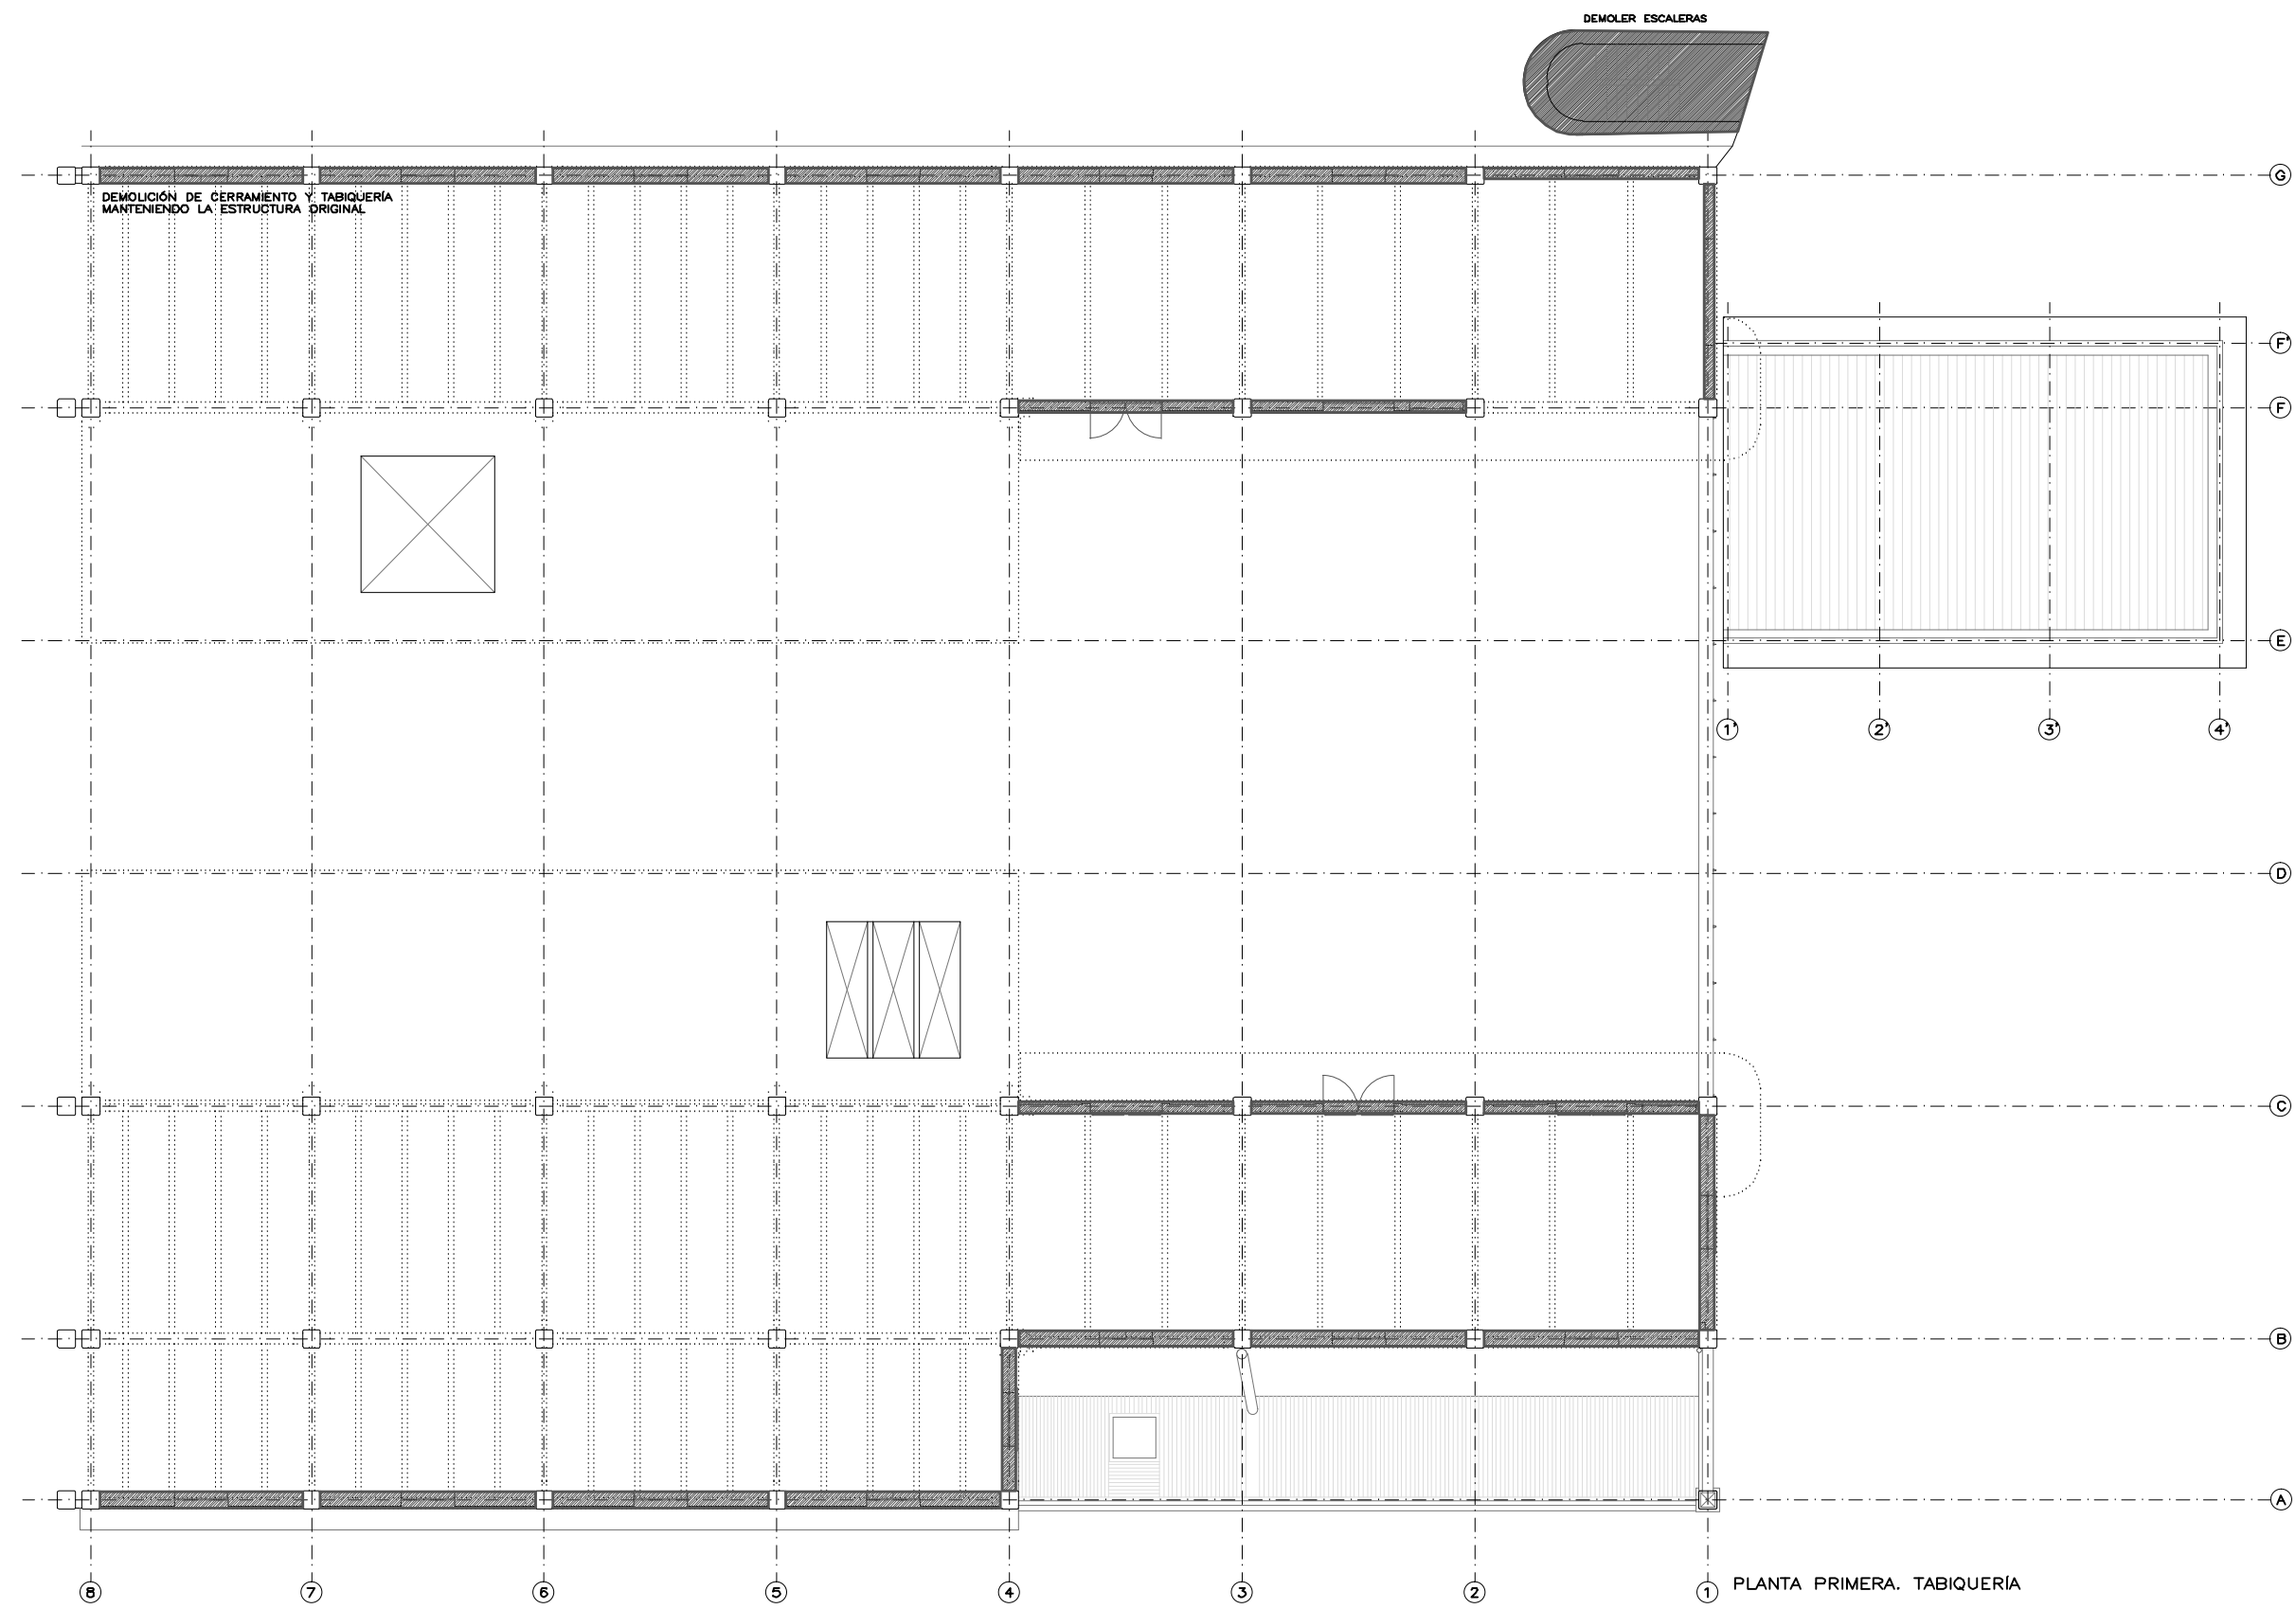 DEMOLER ESCALERAS
G
DEMOLICIÓN DE CERRAMIENTO Y TABIQUERÍA
MANTENIENDO LA ESTRUCTURA ORIGINAL
F'
F
E
1' 2' 3' 4'
D
C
B
A
8 7 6 5 4 3 2 1
PLANTA PRIMERA. TABIQUERÍA